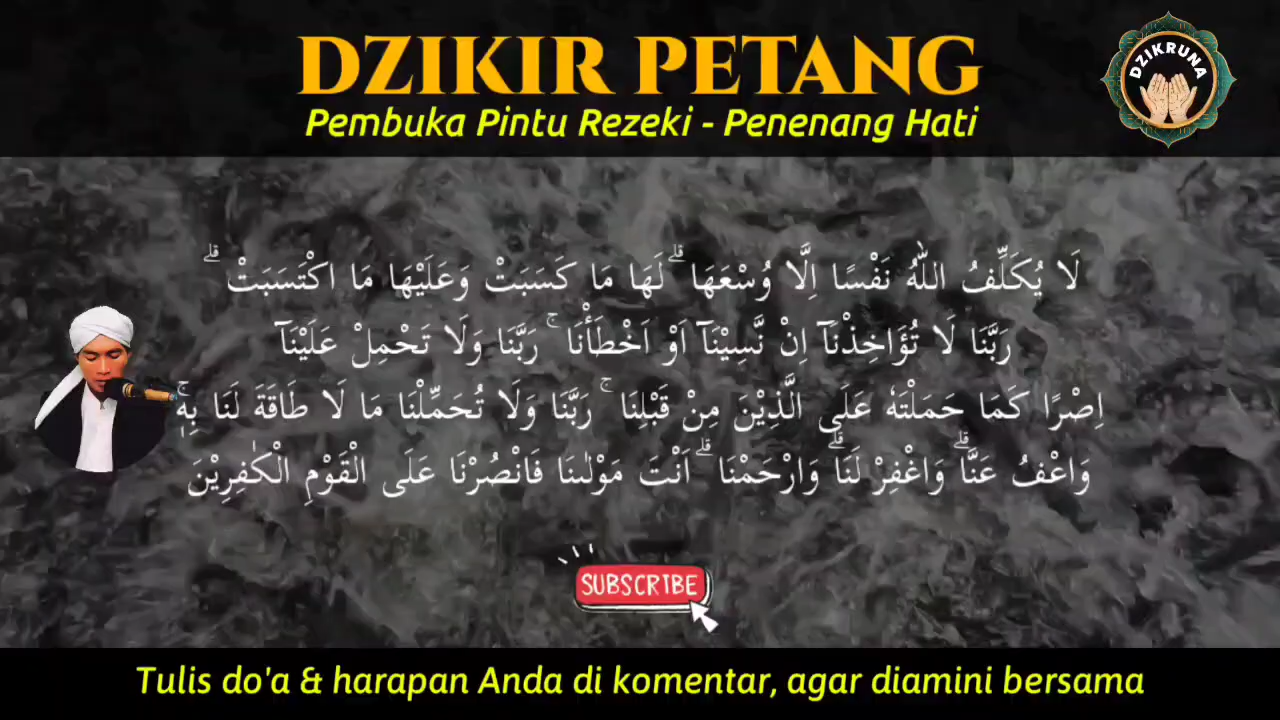 DZIKIR PETANG
Pembuka Pintu Rezeki - Penenang Hati
DZIKRUNA
لَا يُكَلِّفُ اللّٰهُ نَفْسًا اِلَّا وُسْعَهَا ۗ لَهَا مَا كَسَبَتْ وَعَلَيْهَا مَا اكْتَسَبَتْ ۗ
رَبَّنَا لَا تُؤَاخِذْنَآ اِنْ نَّسِيْنَآ اَوْ اَخْطَأْنَا ۚ رَبَّنَا وَلَا تَحْمِلْ عَلَيْنَآ
اِصْرًا كَمَا حَمَلْتَهٗ عَلَى الَّذِيْنَ مِنْ قَبْلِنَا ۚ رَبَّنَا وَلَا تُحَمِّلْنَا مَا لَا طَاقَةَ لَنَا بِهٖۚ
وَاعْفُ عَنَّاۗ وَاغْفِرْ لَنَاۗ وَارْحَمْنَا ۗ اَنْتَ مَوْلٰىنَا فَانْصُرْنَا عَلَى الْقَوْمِ الْكٰفِرِيْنَ
SUBSCRIBE
Tulis do'a & harapan Anda di komentar, agar diamini bersama